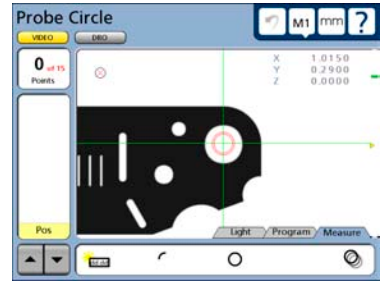 Probe Circle
M1 mm ?
VIDEO DRO
0 of 15
Points
X 1.0150
Y 0.2900
Z 0.0000
Pos
Light Program Measure